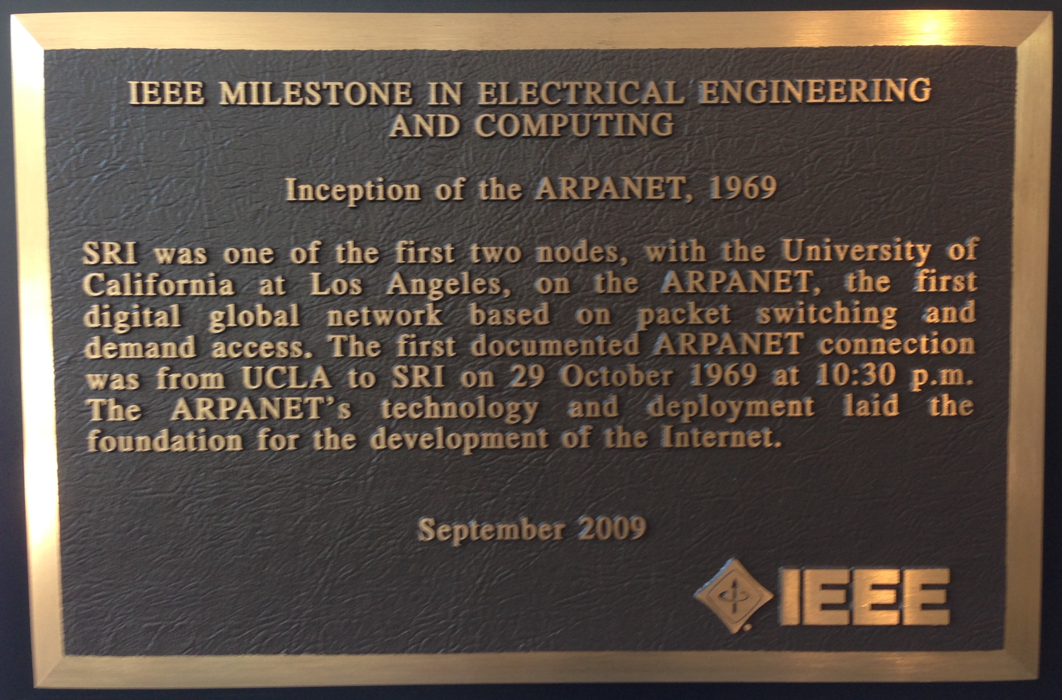 IEEE MILESTONE IN ELECTRICAL ENGINEERING
AND COMPUTING
Inception of the ARPANET, 1969
SRI was one of the first two nodes, with the University of
California at Los Angeles, on the ARPANET, the first
digital global network based on packet switching and
demand access. The first documented ARPANET connection
was from UCLA to SRI on 29 October 1969 at 10:30 p.m.
The ARPANET's technology and deployment laid the
foundation for the development of the Internet.
September 2009
IEEE